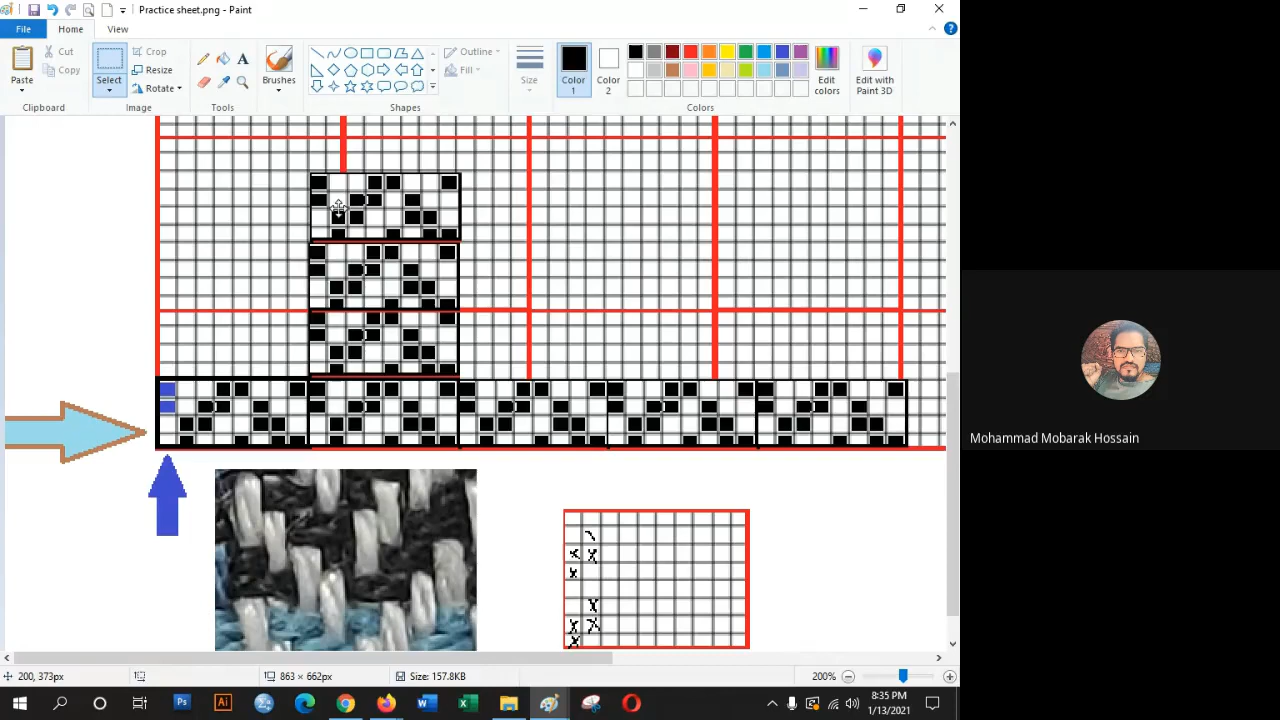 Practice sheet.png - Paint
File
Home
View
Paste
Cut
Copy
Clipboard
Select
Crop
Resize
Rotate
Image
A
Tools
Brushes
Outline
Fill
Shapes
Size
Color 1
Color 2
Edit colors
Colors
Edit with Paint 3D
Mohammad Mobarak Hossain
200, 373px
863 × 662px
Size: 157.8KB
200%
8:35 PM
1/13/2021